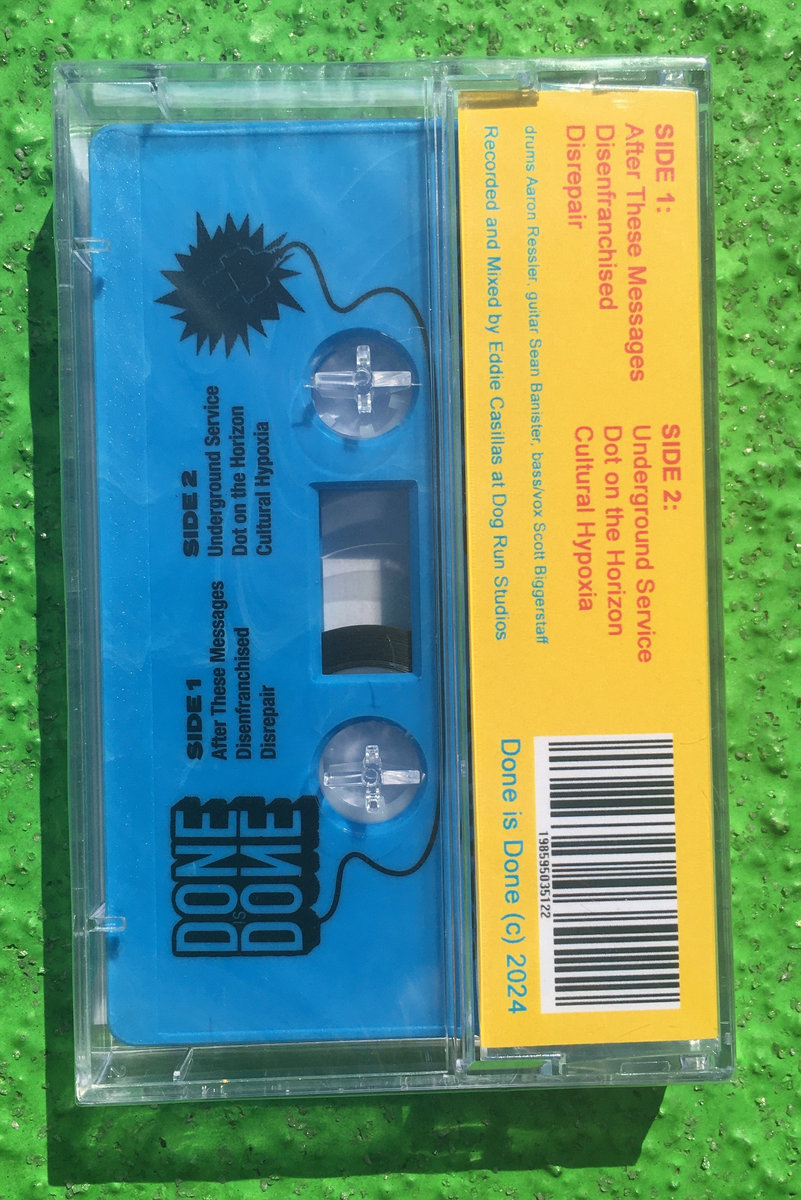 SIDE 1:
After These Messages
Disenfranchised
Disrepair
SIDE 2:
Underground Service
Dot on the Horizon
Cultural Hypoxia
drums Aaron Ressler, guitar Sean Banister, bass/vox Scott Biggerstaff
Recorded and Mixed by Eddie Casillas at Dog Run Studios
198595035122
Done is Done (c) 2024
DONE
IS
DONE
SIDE 1
After These Messages
Disenfranchised
Disrepair
SIDE 2
Underground Service
Dot on the Horizon
Cultural Hypoxia